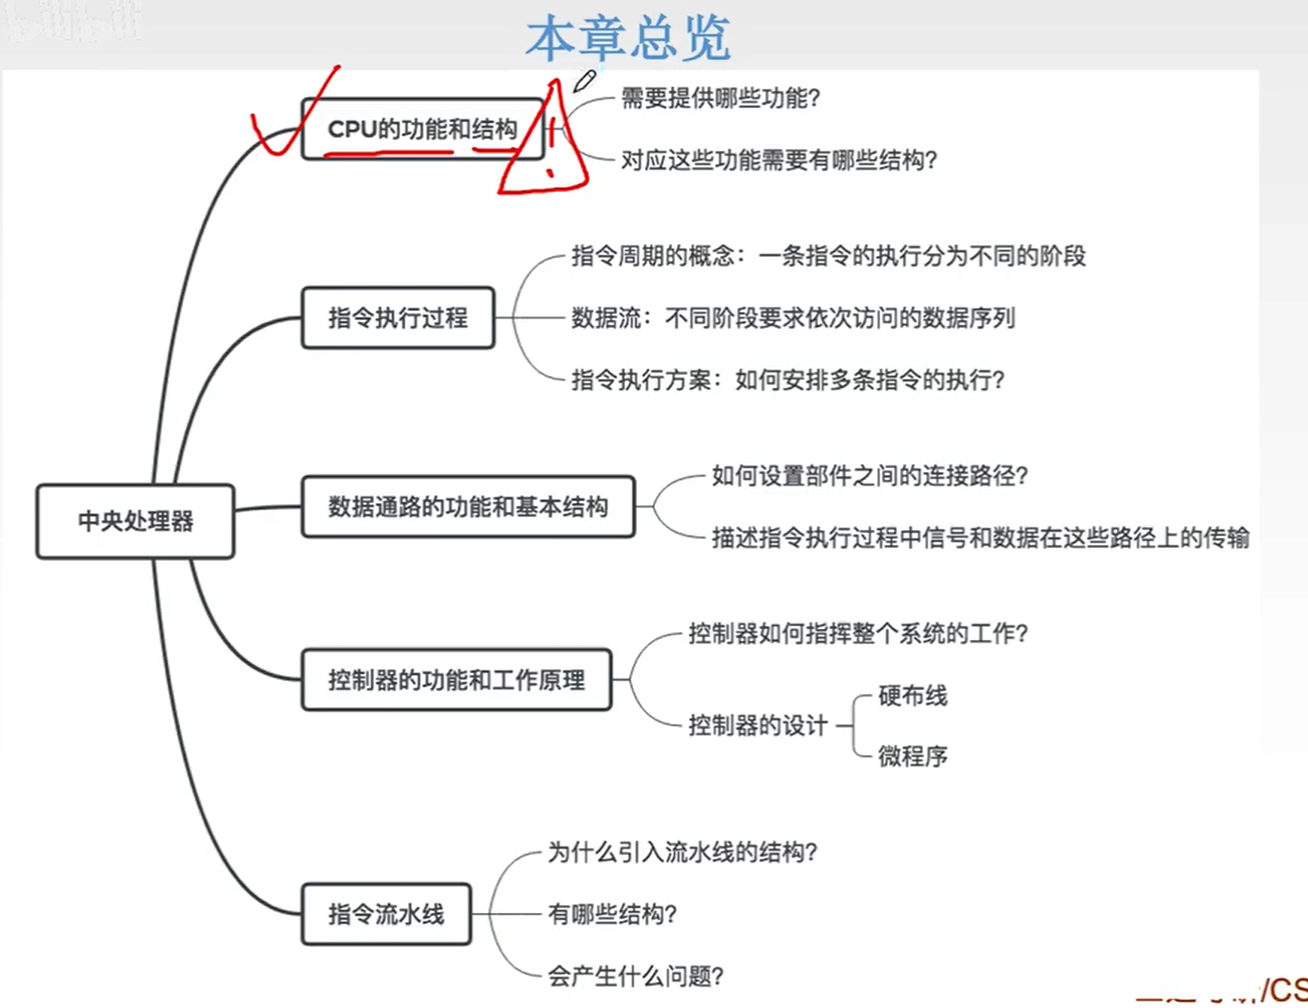 bilibili
本章总览
CPU的功能和结构
需要提供哪些功能?
对应这些功能需要有哪些结构?
指令执行过程
指令周期的概念：一条指令的执行分为不同的阶段
数据流：不同阶段要求依次访问的数据序列
指令执行方案：如何安排多条指令的执行?
中央处理器
数据通路的功能和基本结构
如何设置部件之间的连接路径?
描述指令执行过程中信号和数据在这些路径上的传输
控制器的功能和工作原理
控制器如何指挥整个系统的工作?
控制器的设计
硬布线
微程序
指令流水线
为什么引入流水线的结构?
有哪些结构?
会产生什么问题?
/CS